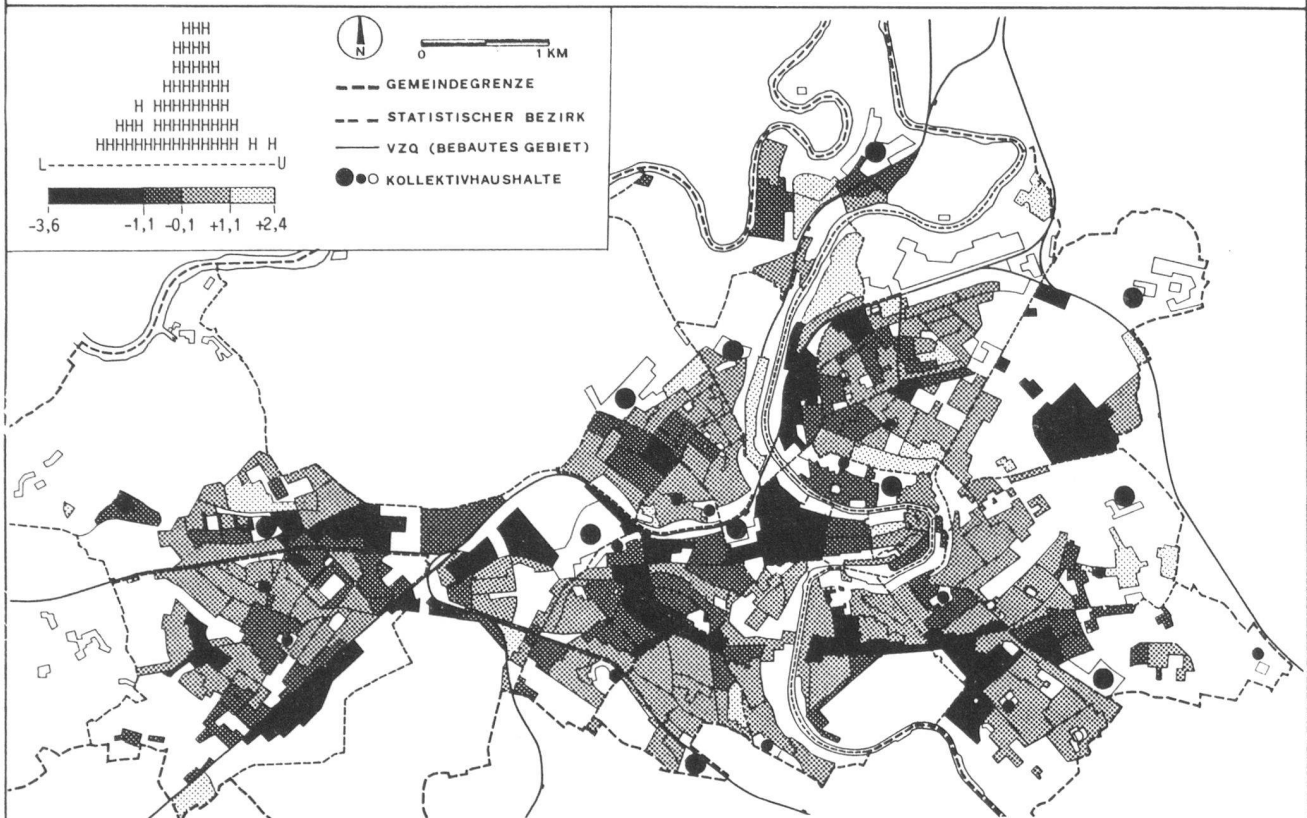 HHH
HHHH
HHHHH
HHHHHHH
H HHHHHHHH
HHH HHHHHHHHH
HHHHHHHHHHHHHHHH H H
L--------------------------U
-3,6 -1,1 -0,1 +1,1 +2,4
N
0 1 KM
GEMEINDEGRENZE
STATISTISCHER BEZIRK
VZQ (BEBAUTES GEBIET)
KOLLEKTIVHAUSHALTE